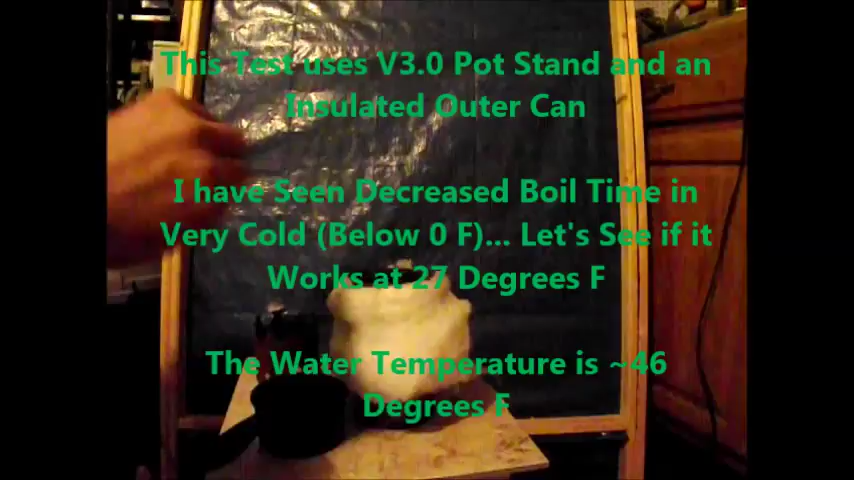 This Test uses V3.0 Pot Stand and an
Insulated Outer Can
I have Seen Decreased Boil Time in
Very Cold (Below 0 F)... Let's See if it
Works at 27 Degrees F
The Water Temperature is ~46
Degrees F